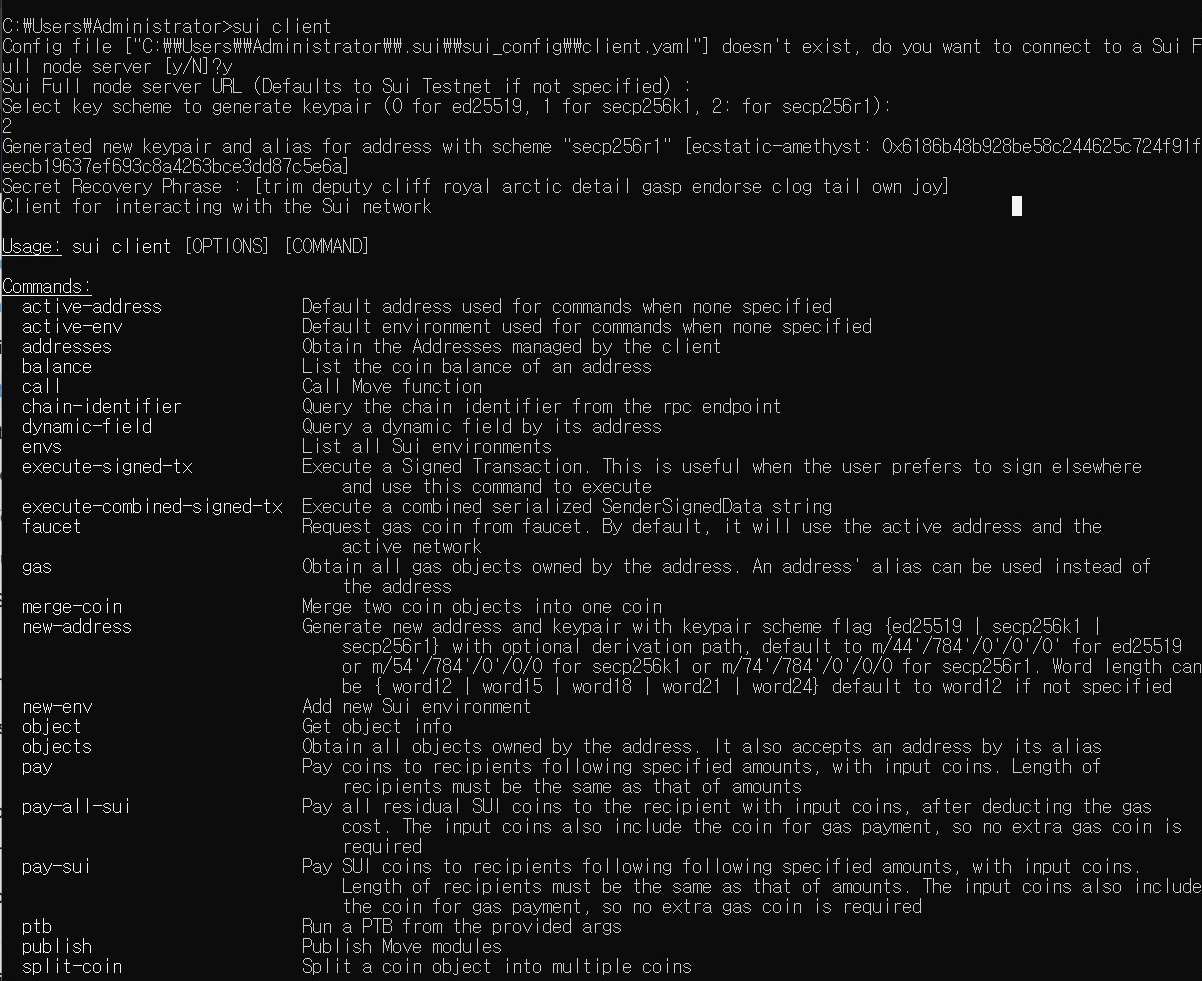 C:₩Users₩Administrator>sui client
Config file ["C:₩₩Users₩₩Administrator₩₩.sui₩₩sui_config₩₩client.yaml"] doesn't exist, do you want to connect to a Sui F
ull node server [y/N]?y
Sui Full node server URL (Defaults to Sui Testnet if not specified) :
Select key scheme to generate keypair (0 for ed25519, 1 for secp256k1, 2: for secp256r1):
2
Generated new keypair and alias for address with scheme "secp256r1" [ecstatic-amethyst: 0x6186b48b928be58c244625c724f91f
eecb19637ef693c8a4263bce3dd87c5e6a]
Secret Recovery Phrase : [trim deputy cliff royal arctic detail gasp endorse clog tail own joy]
Client for interacting with the Sui network
Usage: sui client [OPTIONS] [COMMAND]
Commands:
active-address Default address used for commands when none specified
active-env Default environment used for commands when none specified
addresses Obtain the Addresses managed by the client
balance List the coin balance of an address
call Call Move function
chain-identifier Query the chain identifier from the rpc endpoint
dynamic-field Query a dynamic field by its address
envs List all Sui environments
execute-signed-tx Execute a Signed Transaction. This is useful when the user prefers to sign elsewhere
and use this command to execute
execute-combined-signed-tx Execute a combined serialized SenderSignedData string
faucet Request gas coin from faucet. By default, it will use the active address and the
active network
gas Obtain all gas objects owned by the address. An address' alias can be used instead of
the address
merge-coin Merge two coin objects into one coin
new-address Generate new address and keypair with keypair scheme flag {ed25519 | secp256k1 |
secp256r1} with optional derivation path, default to m/44'/784'/0'/0'/0' for ed25519
or m/54'/784'/0'/0/0 for secp256k1 or m/74'/784'/0'/0/0 for secp256r1. Word length can
be { word12 | word15 | word18 | word21 | word24} default to word12 if not specified
new-env Add new Sui environment
object Get object info
objects Obtain all objects owned by the address. It also accepts an address by its alias
pay Pay coins to recipients following specified amounts, with input coins. Length of
recipients must be the same as that of amounts
pay-all-sui Pay all residual SUI coins to the recipient with input coins, after deducting the gas
cost. The input coins also include the coin for gas payment, so no extra gas coin is
required
pay-sui Pay SUI coins to recipients following following specified amounts, with input coins.
Length of recipients must be the same as that of amounts. The input coins also include
the coin for gas payment, so no extra gas coin is required
ptb Run a PTB from the provided args
publish Publish Move modules
split-coin Split a coin object into multiple coins